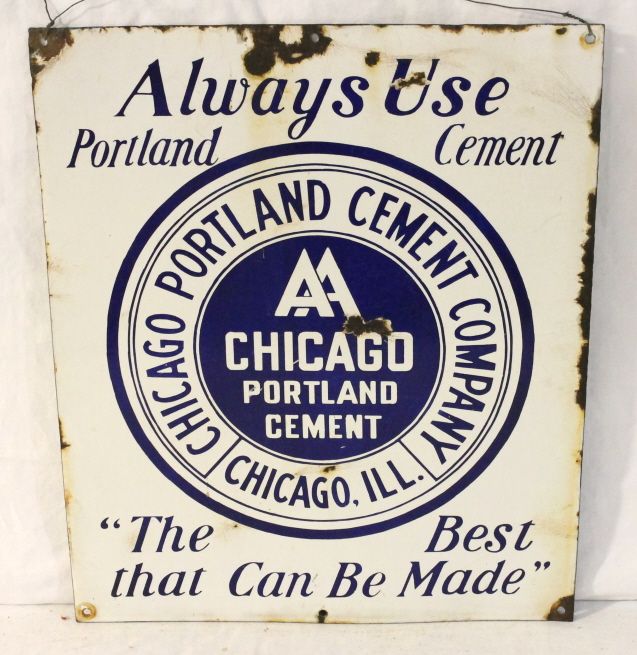 Always Use
Portland Cement
CHICAGO PORTLAND CEMENT COMPANY
AA
CHICAGO
PORTLAND
CEMENT
CHICAGO, ILL.
"The Best
that Can Be Made"